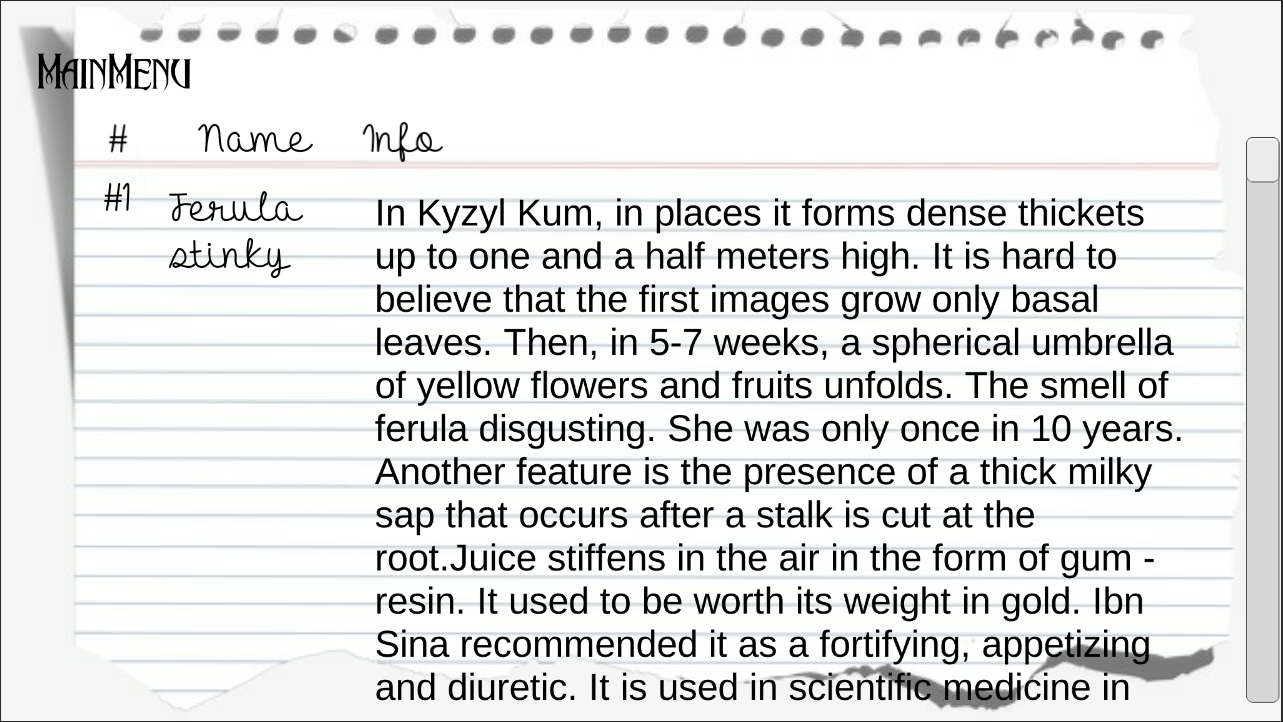 MainMenu
# Name Info
#1 Ferula
stinky
In Kyzyl Kum, in places it forms dense thickets
up to one and a half meters high. It is hard to
believe that the first images grow only basal
leaves. Then, in 5-7 weeks, a spherical umbrella
of yellow flowers and fruits unfolds. The smell of
ferula disgusting. She was only once in 10 years.
Another feature is the presence of a thick milky
sap that occurs after a stalk is cut at the
root.Juice stiffens in the air in the form of gum -
resin. It used to be worth its weight in gold. Ibn
Sina recommended it as a fortifying, appetizing
and diuretic. It is used in scientific medicine in